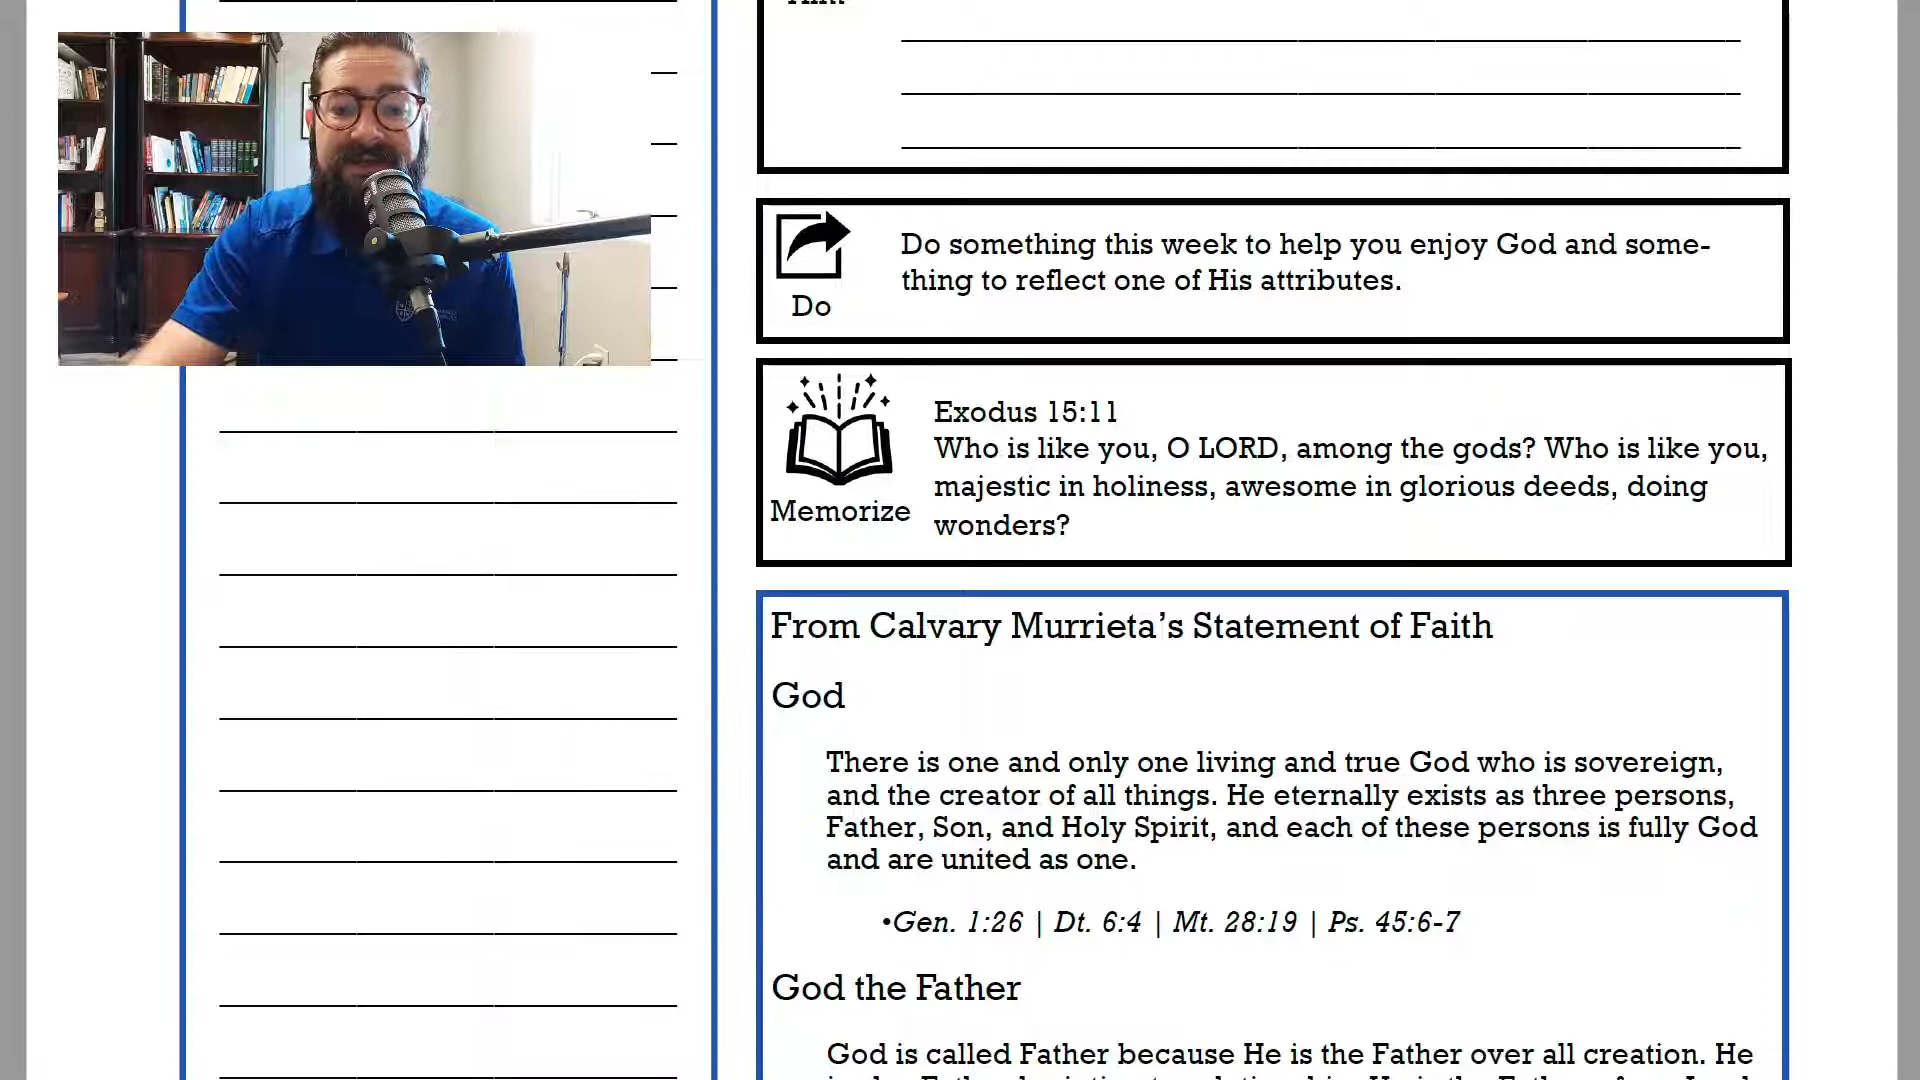 Do something this week to help you enjoy God and some-
thing to reflect one of His attributes.
Do
Exodus 15:11
Who is like you, O LORD, among the gods? Who is like you,
majestic in holiness, awesome in glorious deeds, doing
wonders?
Memorize
From Calvary Murrieta’s Statement of Faith
God
There is one and only one living and true God who is sovereign,
and the creator of all things. He eternally exists as three persons,
Father, Son, and Holy Spirit, and each of these persons is fully God
and are united as one.
•Gen. 1:26 | Dt. 6:4 | Mt. 28:19 | Ps. 45:6-7
God the Father
God is called Father because He is the Father over all creation. He